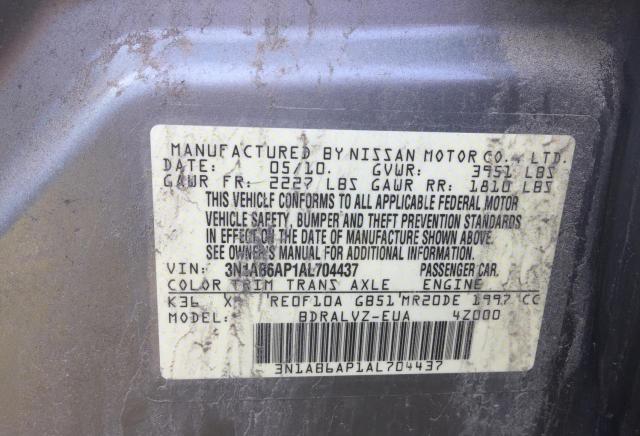 MANUFACTURED BY NISSAN MOTOR CO., LTD.
DATE: 05/10. GVWR: 3951 LBS
GAWR FR: 2227 LBS GAWR RR: 1810 LBS
THIS VEHICLE CONFORMS TO ALL APPLICABLE FEDERAL MOTOR
VEHICLE SAFETY, BUMPER AND THEFT PREVENTION STANDARDS
IN EFFECT ON THE DATE OF MANUFACTURE SHOWN ABOVE.
SEE OWNER'S MANUAL FOR ADDITIONAL INFORMATION.
VIN: 3N1AB6AP1AL704437 PASSENGER CAR.
COLOR TRIM TRANS AXLE ENGINE
K36 X RE0F10A GB51 MR20DE 1997 CC
MODEL: BDRALVZ-EUA 4Z000
3N1AB6AP1AL704437